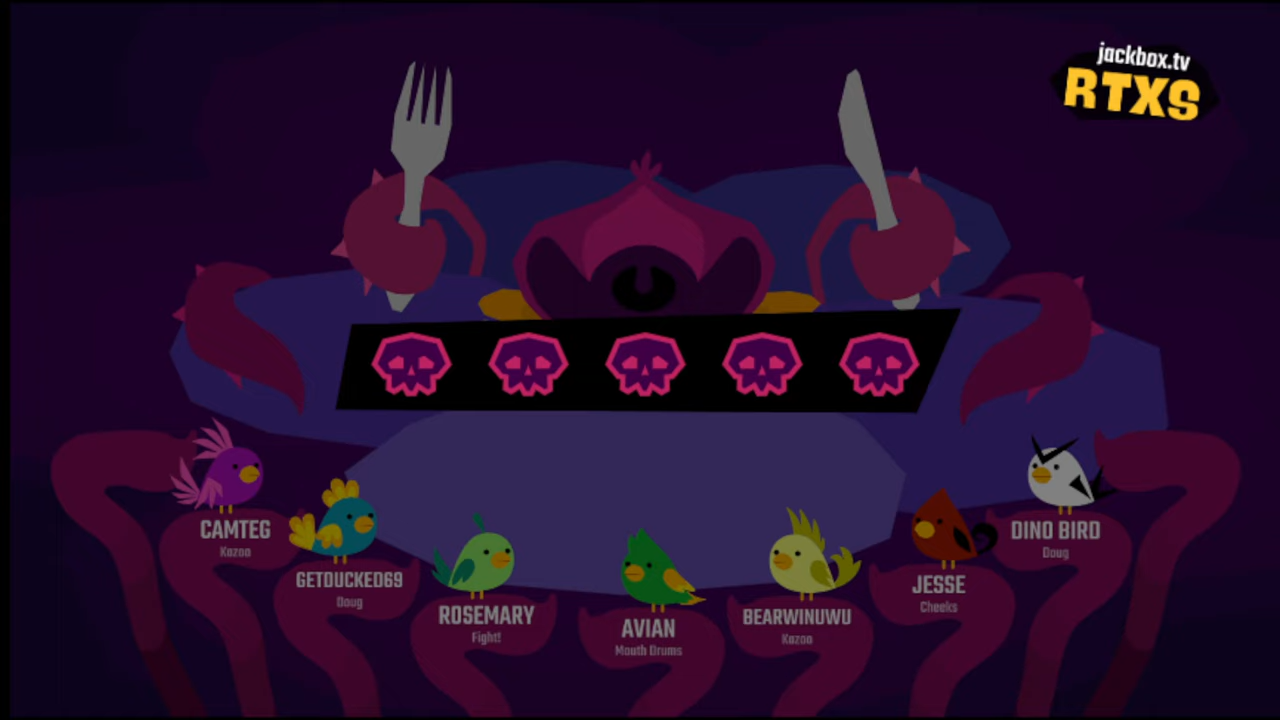 jackbox.tv
RTXS
CAMTEG
Kazoo
GETDUCKED69
Doug
ROSEMARY
Fight!
AVIAN
Mouth Drums
BEARWINUWU
Kazoo
JESSE
Cheeks
DINO BIRD
Doug